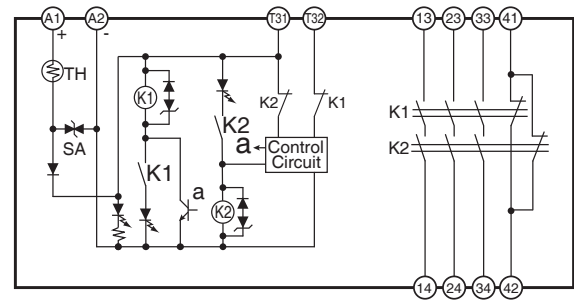 A1 A2 T31 T32 13 23 33 41
+ -
TH
K1
K2 K1
SA
K2
a Control
Circuit
K1
K1
K2
a
K2
14 24 34 42